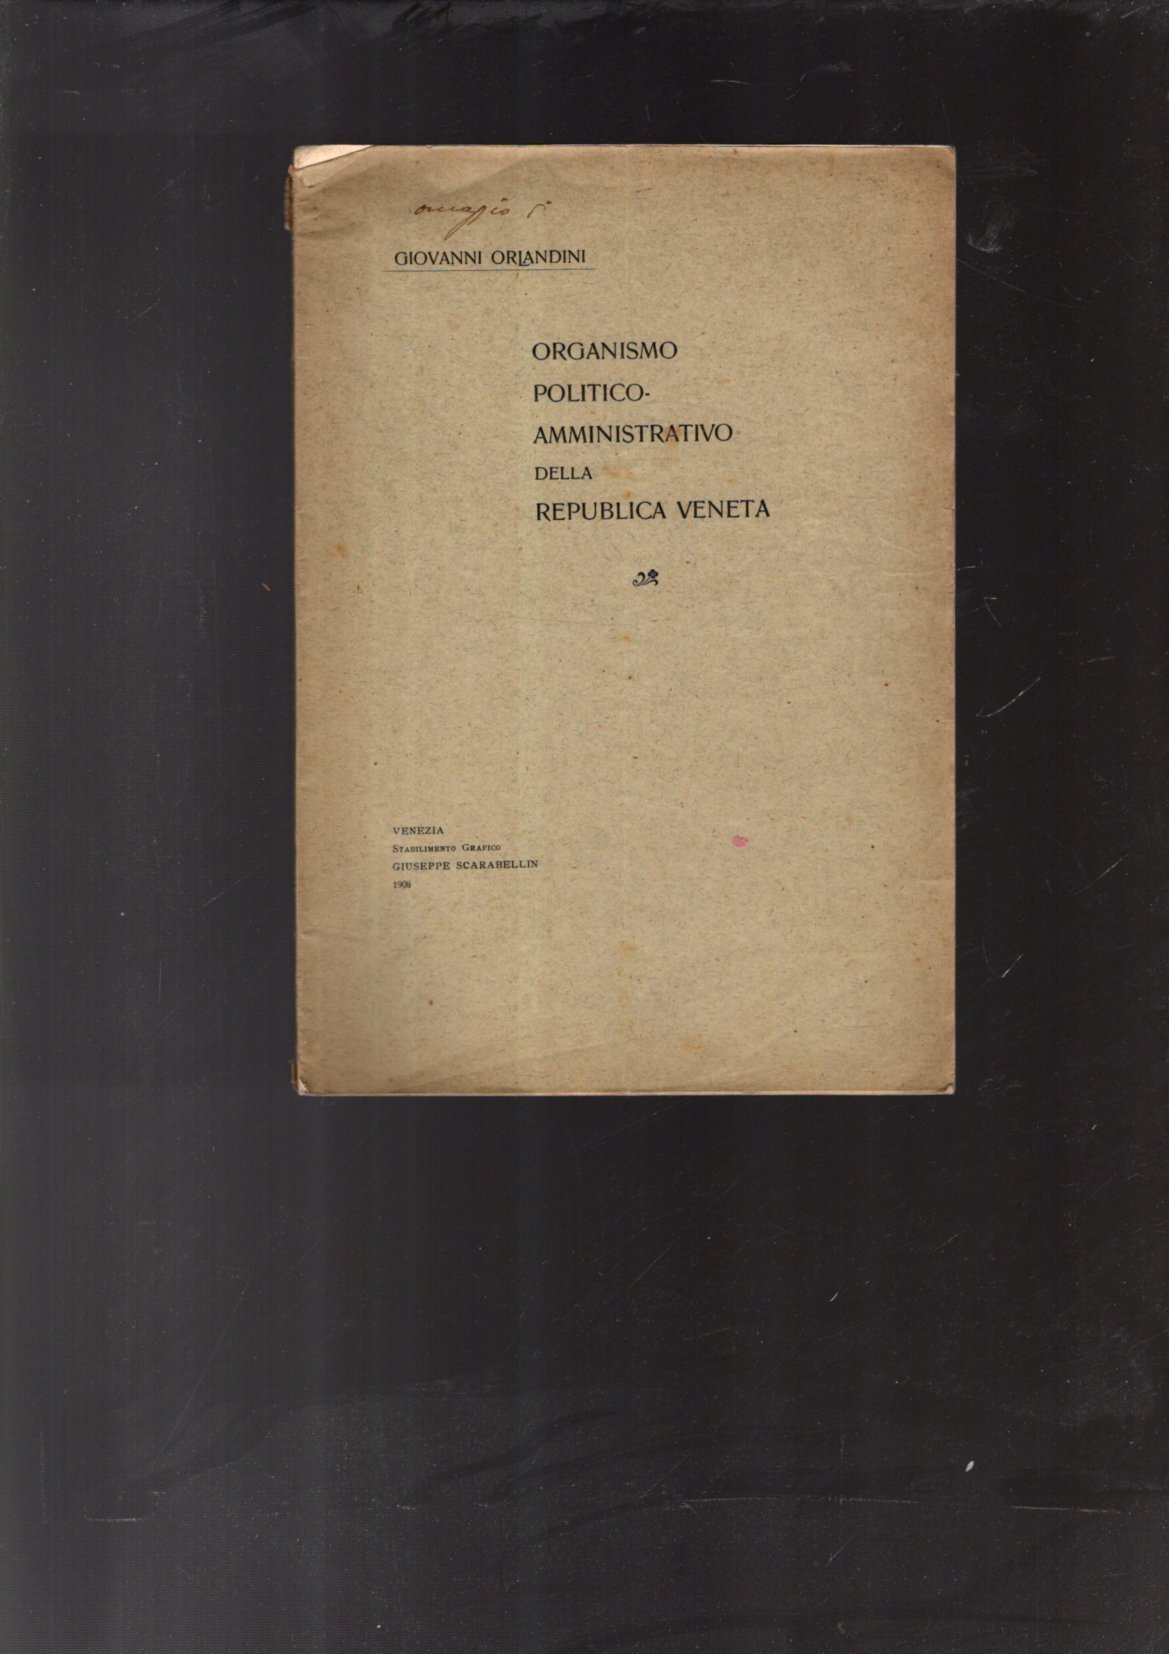 omaggio
GIOVANNI ORLANDINI
ORGANISMO
POLITICO-
AMMINISTRATIVO
DELLA
REPUBLICA VENETA
VENEZIA
STABILIMENTO GRAFICO
GIUSEPPE SCARABELLIN
1908